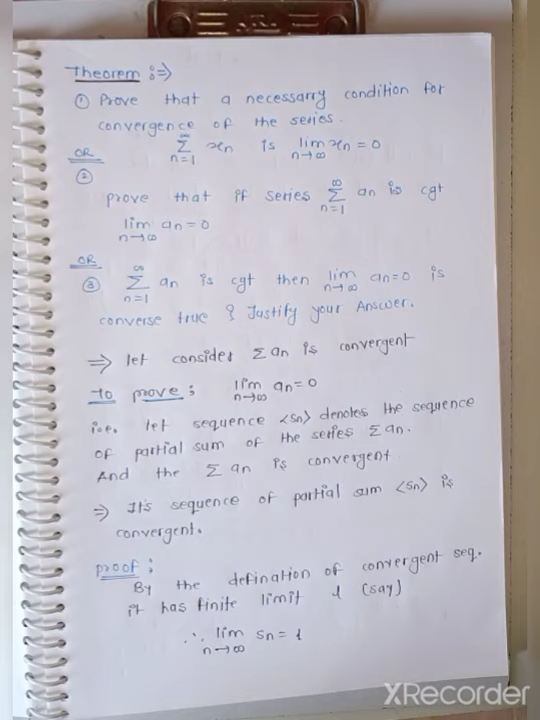 Theorem :⇒
① Prove that a necessarry condition for
convergence of the series.
∞ Σ n=1 xn is lim n→∞ xn = 0
OR
②
prove that if series ∞ Σ n=1 an is cgt
lim n→∞ an = 0
OR
③ ∞ Σ n=1 an is cgt then lim n→∞ an=0 is
converse true ? Justify your Answer.
⇒ let consider Σ an is convergent
To prove : lim n→∞ an = 0
i.e. let sequence <sn> denotes the sequence
of partial sum of the series Σ an.
And the Σ an is convergent
⇒ It's sequence of partial sum <sn> is
convergent.
proof :
By the defination of convergent seq.
it has finite limit l (say)
∴ lim n→∞ sn = l
XRecorder